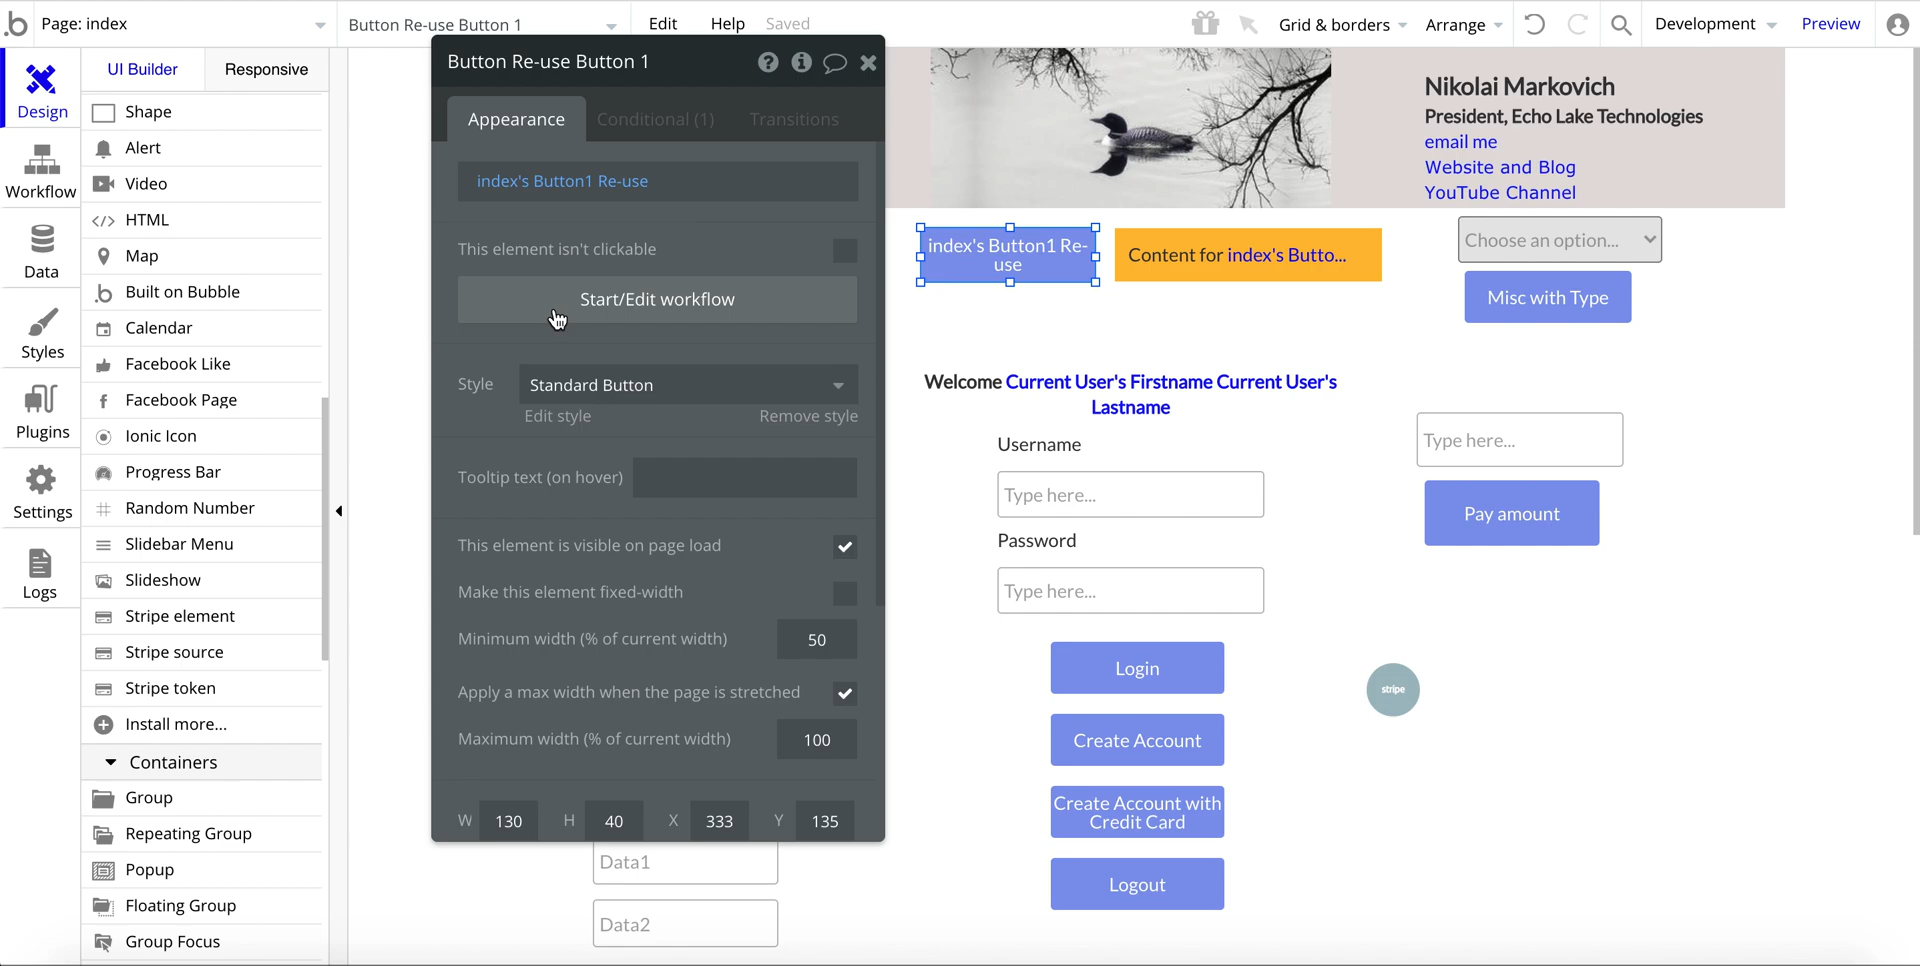 Page: index
Button Re-use Button 1
Edit
Help
Saved
Grid & borders
Arrange
Development
Preview
Design
Workflow
Data
Styles
Plugins
Settings
Logs
UI Builder
Responsive
Shape
Alert
Video
</> HTML
Map
Built on Bubble
Calendar
Facebook Like
Facebook Page
Ionic Icon
Progress Bar
Random Number
Slidebar Menu
Slideshow
Stripe element
Stripe source
Stripe token
Install more...
Containers
Group
Repeating Group
Popup
Floating Group
Group Focus
Button Re-use Button 1
Appearance
Conditional (1)
Transitions
index's Button1 Re-use
This element isn't clickable
Start/Edit workflow
Style
Standard Button
Edit style
Remove style
Tooltip text (on hover)
This element is visible on page load
Make this element fixed-width
Minimum width (% of current width)
50
Apply a max width when the page is stretched
Maximum width (% of current width)
100
W 130 H 40 X 333 Y 135
Data1
Data2
Nikolai Markovich
President, Echo Lake Technologies
email me
Website and Blog
YouTube Channel
index's Button1 Re-
use
Content for index's Butto...
Choose an option...
Misc with Type
Welcome Current User's Firstname Current User's
Lastname
Username
Type here...
Password
Type here...
Login
Create Account
Create Account with
Credit Card
Logout
Type here...
Pay amount
stripe